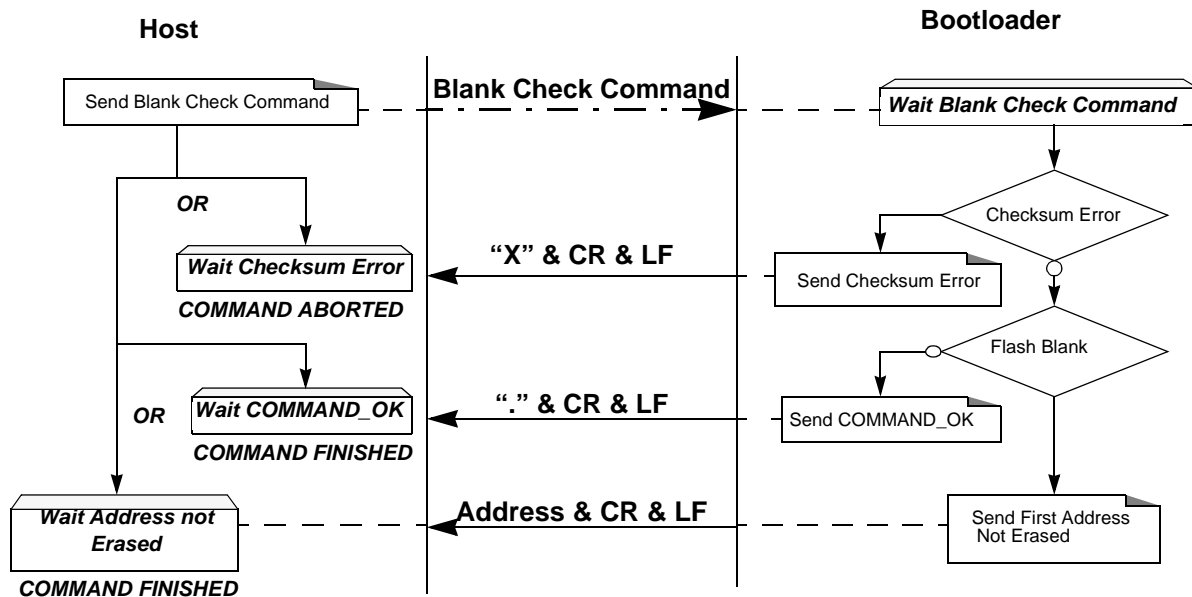 Host
Bootloader
Send Blank Check Command
Blank Check Command
Wait Blank Check Command
OR
Checksum Error
Wait Checksum Error
“X” & CR & LF
Send Checksum Error
COMMAND ABORTED
Flash Blank
OR
Wait COMMAND_OK
“.” & CR & LF
Send COMMAND_OK
COMMAND FINISHED
Wait Address not
Erased
Address & CR & LF
Send First Address
Not Erased
COMMAND FINISHED